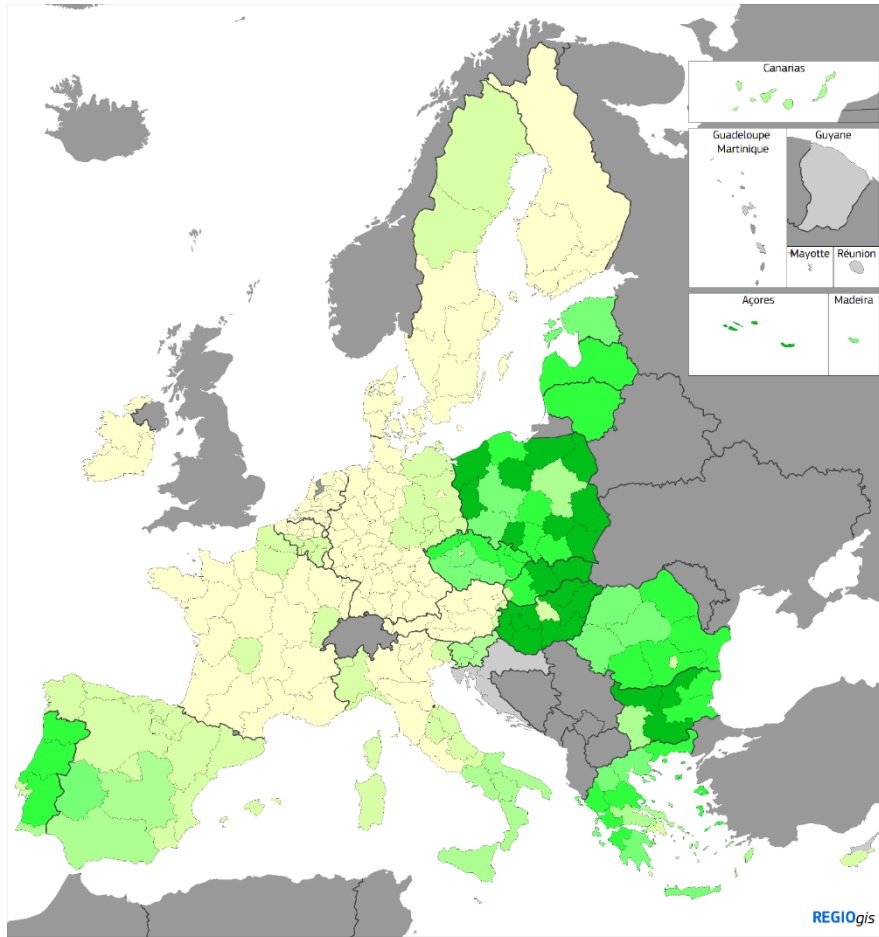 Canarias
Guadeloupe
Martinique
Guyane
Mayotte
Réunion
Açores
Madeira
REGIOgis